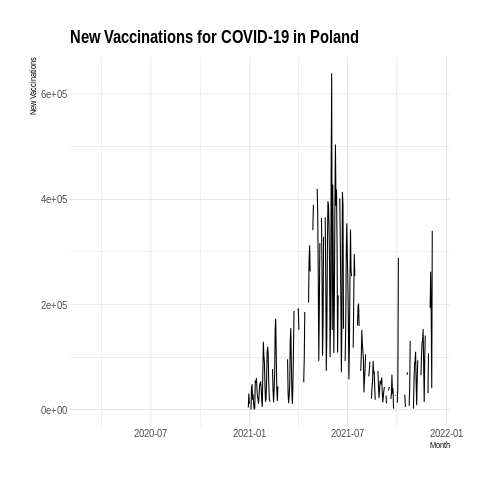 New Vaccinations for COVID-19 in Poland
New Vaccinations
6e+05
4e+05
2e+05
0e+00
2020-07
2021-01
2021-07
2022-01
Month